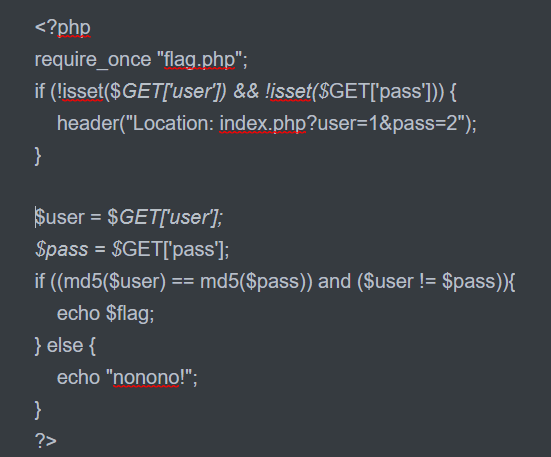 <?php
require_once "flag.php";
if (!isset($GET['user']) && !isset($GET['pass'])) {
header("Location: index.php?user=1&pass=2");
}
$user = $GET['user'];
$pass = $GET['pass'];
if ((md5($user) == md5($pass)) and ($user != $pass)){
echo $flag;
} else {
echo "nonono!";
}
?>